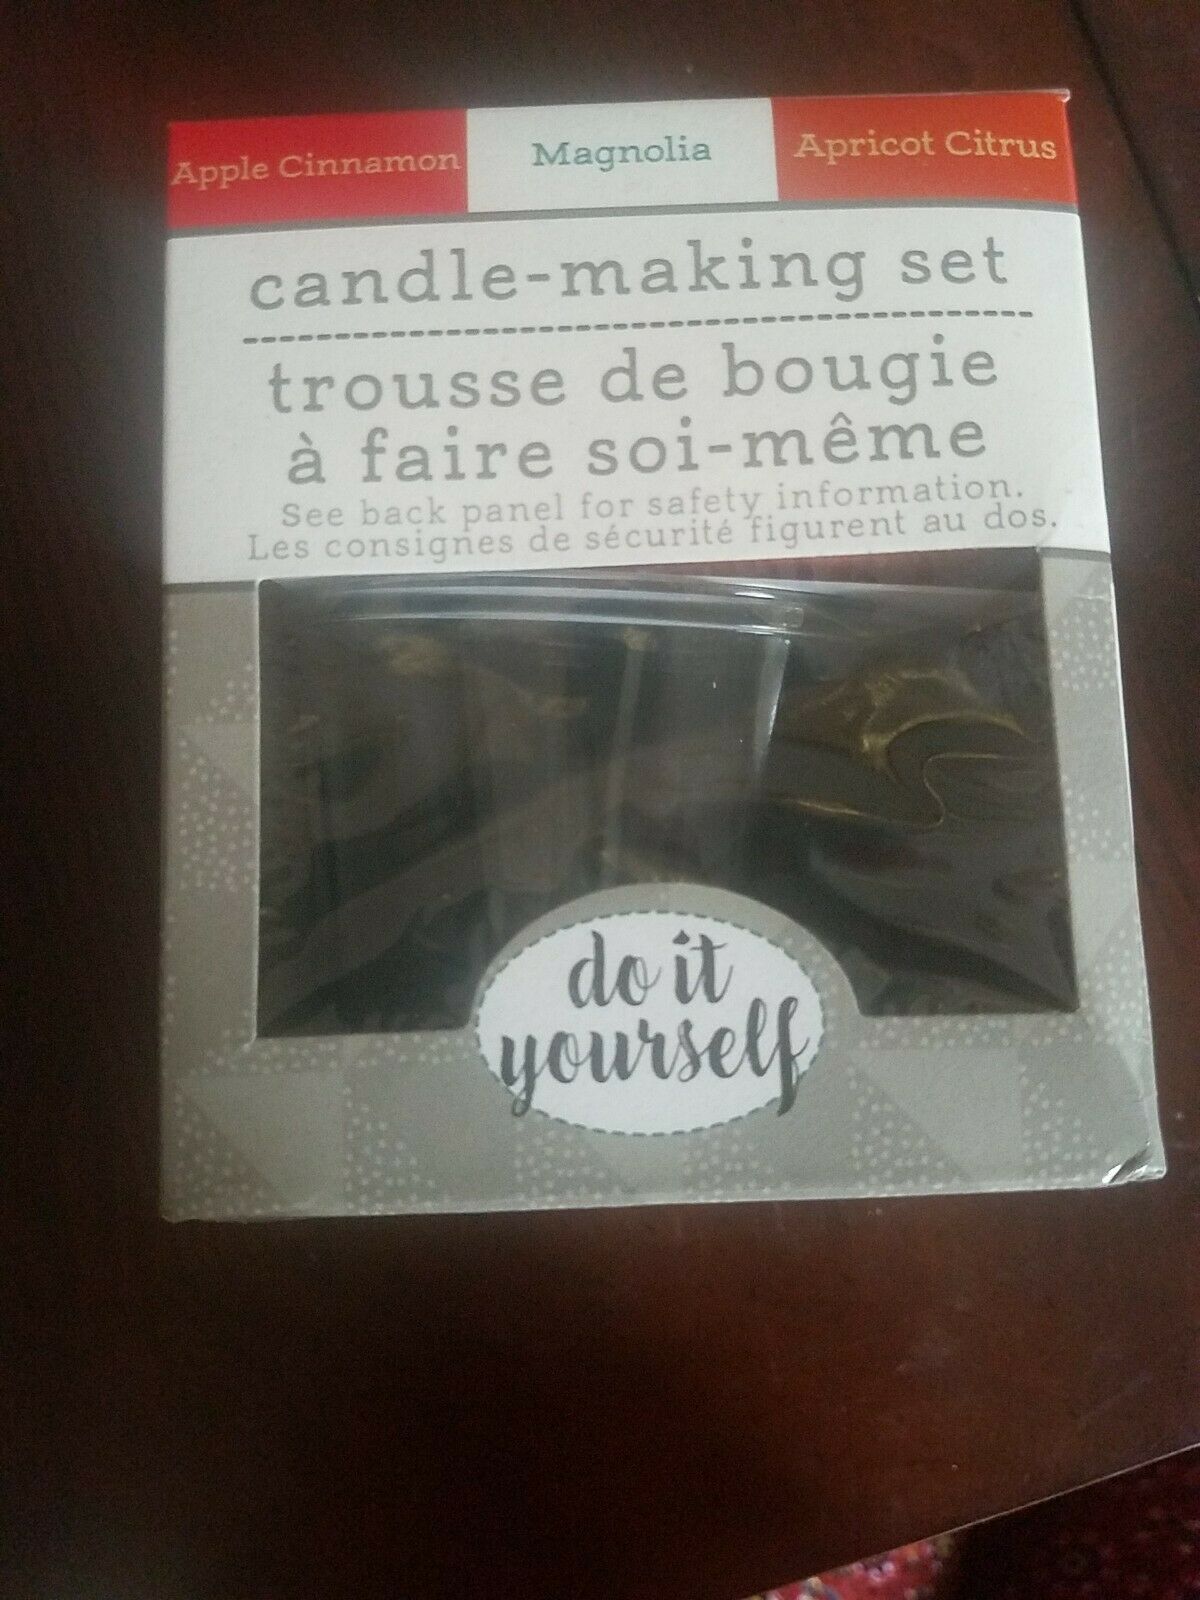 Apple Cinnamon
Magnolia
Apricot Citrus
candle-making set
trousse de bougie
à faire soi-même
See back panel for safety information.
Les consignes de sécurité figurent au dos.
do it
yourself